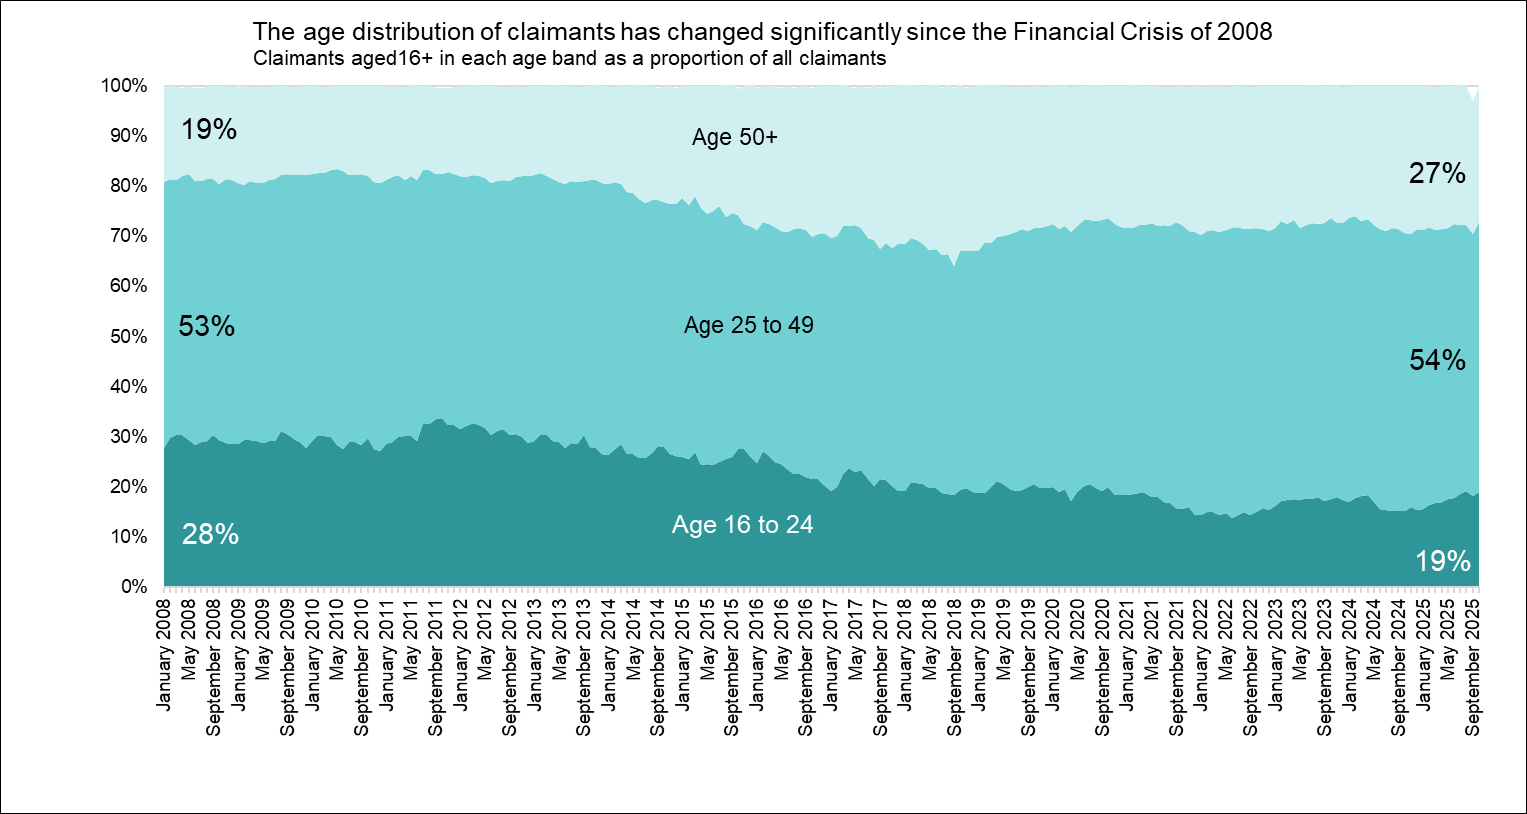 The age distribution of claimants has changed significantly since the Financial Crisis of 2008
Claimants aged16+ in each age band as a proportion of all claimants
100%
90%
80%
70%
60%
50%
40%
30%
20%
10%
0%
19%
Age 50+
27%
53%
Age 25 to 49
54%
28%
Age 16 to 24
19%
January 2008
May 2008
September 2008
January 2009
May 2009
September 2009
January 2010
May 2010
September 2010
January 2011
May 2011
September 2011
January 2012
May 2012
September 2012
January 2013
May 2013
September 2013
January 2014
May 2014
September 2014
January 2015
May 2015
September 2015
January 2016
May 2016
September 2016
January 2017
May 2017
September 2017
January 2018
May 2018
September 2018
January 2019
May 2019
September 2019
January 2020
May 2020
September 2020
January 2021
May 2021
September 2021
January 2022
May 2022
September 2022
January 2023
May 2023
September 2023
January 2024
May 2024
September 2024
January 2025
May 2025
September 2025